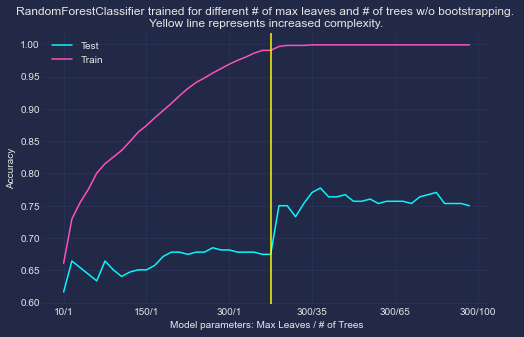 RandomForestClassifier trained for different # of max leaves and # of trees w/o bootstrapping.
Yellow line represents increased complexity.
Test
Train
1.00
0.95
0.90
0.85
0.80
0.75
0.70
0.65
0.60
Accuracy
10/1 150/1 300/1 300/35 300/65 300/100
Model parameters: Max Leaves / # of Trees